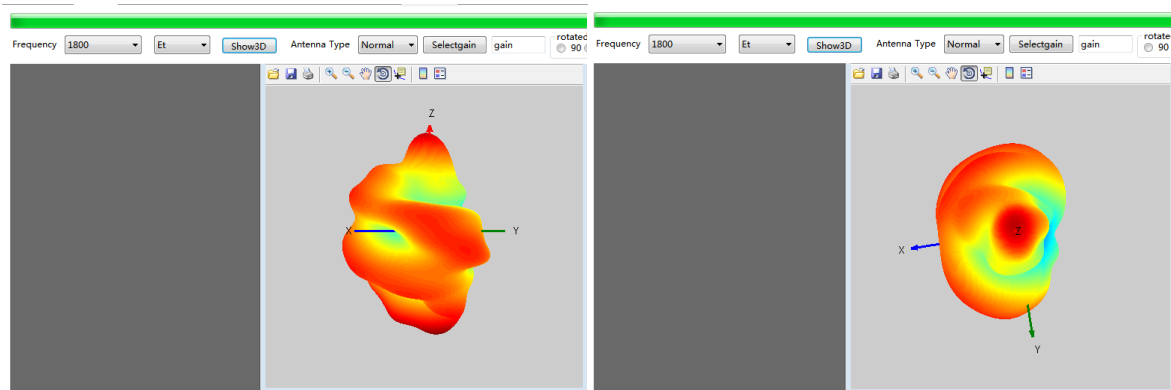 Frequency 1800 Et Show3D Antenna Type Normal Selectgain gain rotated 90
Z
X Y
Frequency 1800 Et Show3D Antenna Type Normal Selectgain gain rotate 90
Z
X
Y